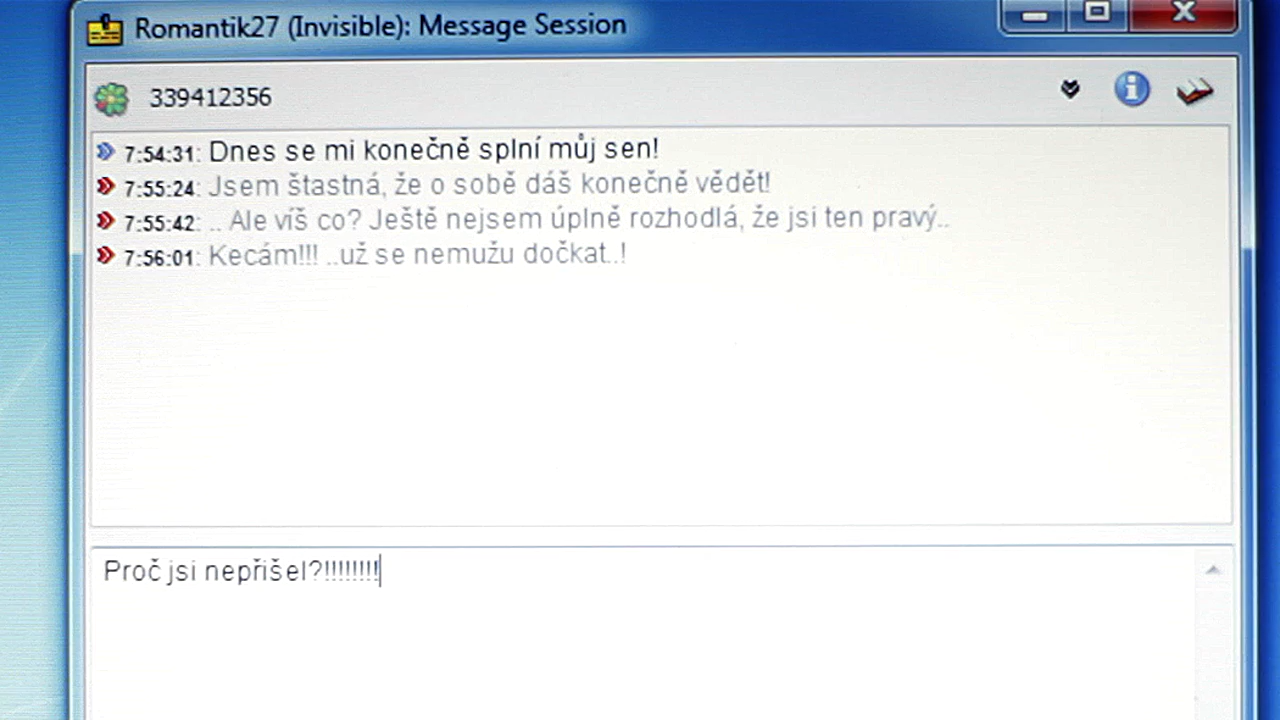 Romantik27 (Invisible): Message Session
339412356
7:54:31: Dnes se mi konečně splní můj sen!
7:55:24: Jsem štastná, že o sobě dáš konečně vědět!
7:55:42: .. Ale víš co? Ještě nejsem úplně rozhodlá, že jsi ten pravý..
7:56:01: Kecám!!! ..už se nemužu dočkat..!
Proč jsi nepřišel?!!!!!!!!